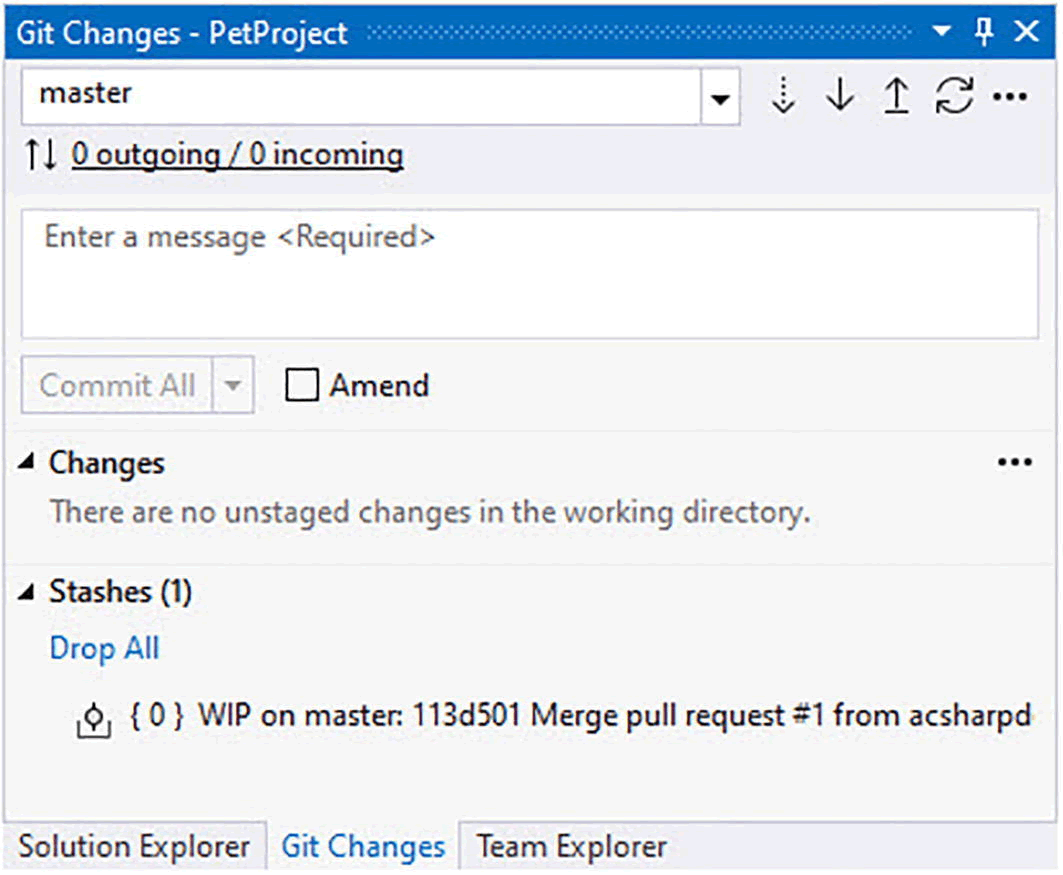 Git Changes - PetProject
master
0 outgoing / 0 incoming
Enter a message <Required>
Commit All
Amend
Changes
There are no unstaged changes in the working directory.
Stashes (1)
Drop All
{ 0 } WIP on master: 113d501 Merge pull request #1 from acsharpd
Solution Explorer Git Changes Team Explorer